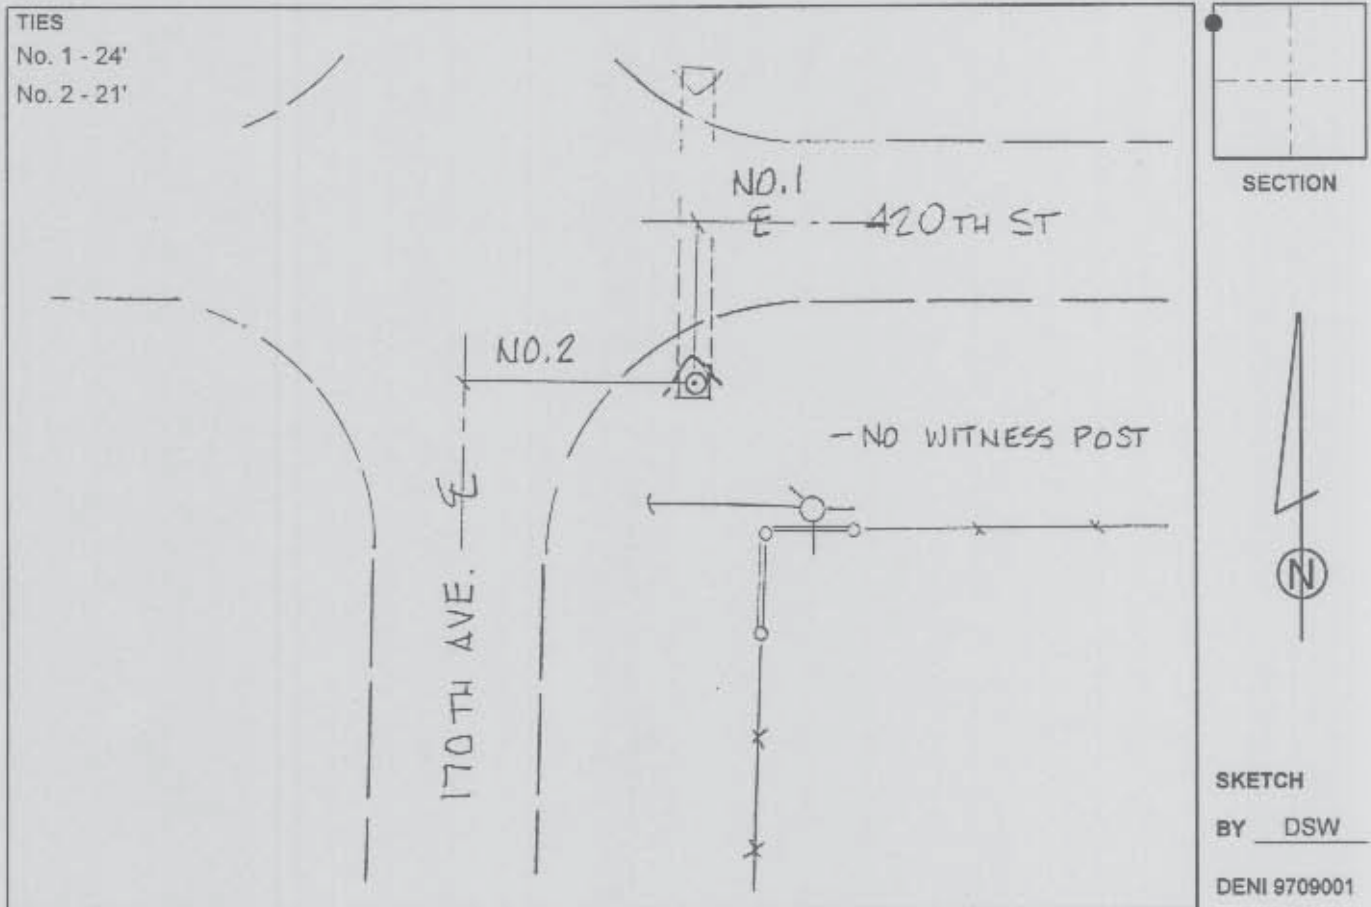 TIES
No. 1 - 24'
No. 2 - 21'
NO.1
℄ 420TH ST
NO.2
- NO WITNESS POST
170TH AVE. ℄
SECTION
N
SKETCH
BY DSW
DENI 9709001